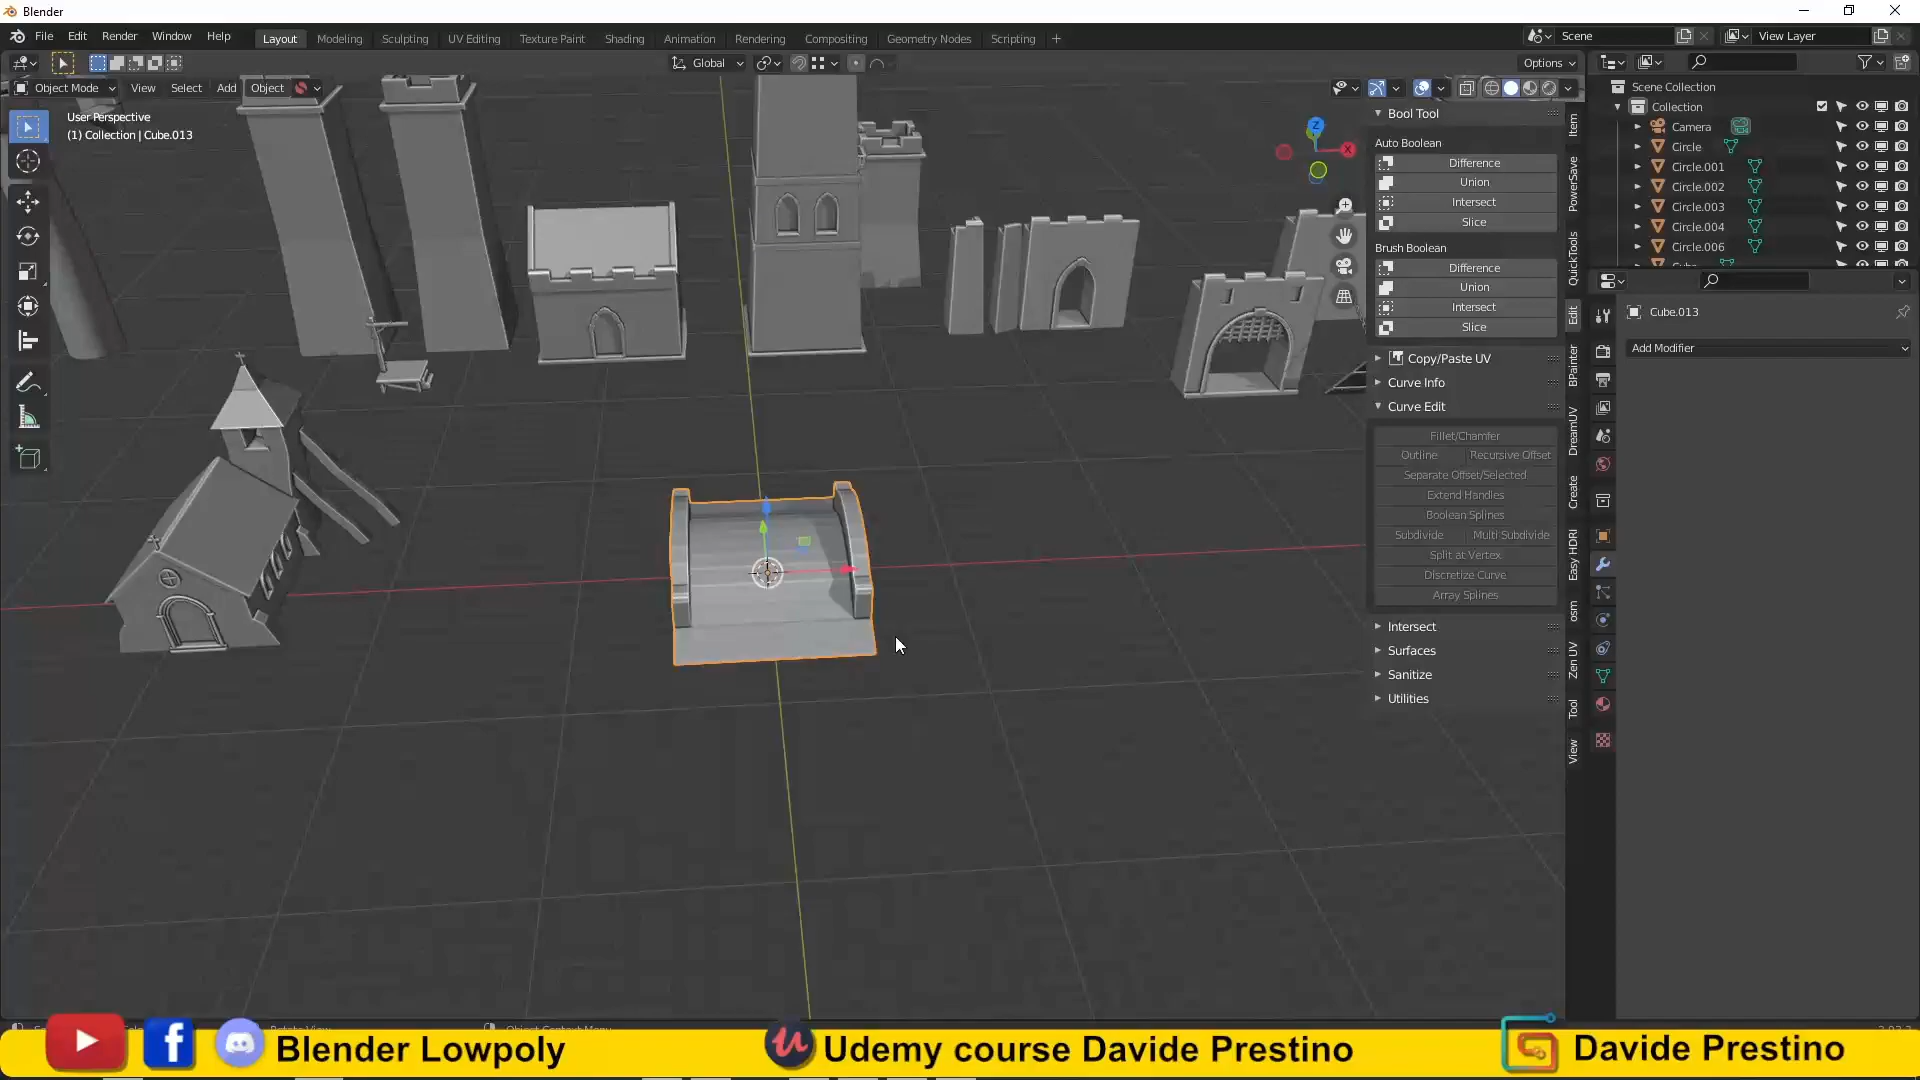 Blender
File Edit Render Window Help
Layout Modeling Sculpting UV Editing Texture Paint Shading Animation Rendering Compositing Geometry Nodes Scripting +
Scene
View Layer
Global
Options
Object Mode View Select Add Object
User Perspective
(1) Collection | Cube.013
Z
X
Bool Tool
Auto Boolean
Difference
Union
Intersect
Slice
Brush Boolean
Difference
Union
Intersect
Slice
Copy/Paste UV
Curve Info
Curve Edit
Fillet/Chamfer
Outline Recursive Offset
Separate Offset/Selected
Extend Handles
Boolean Splines
Subdivide Multi Subdivide
Split at Vertex
Discretize Curve
Array Splines
Intersect
Surfaces
Sanitize
Utilities
Item
PowerSave
QuickTools
Edit
BPainter
DreamUV
Create
Easy HDRI
osm
Zen UV
Tool
View
Scene Collection
Collection
Camera
Circle
Circle.001
Circle.002
Circle.003
Circle.004
Circle.006
Cube.013
Add Modifier
Blender Lowpoly
Udemy course Davide Prestino
Davide Prestino